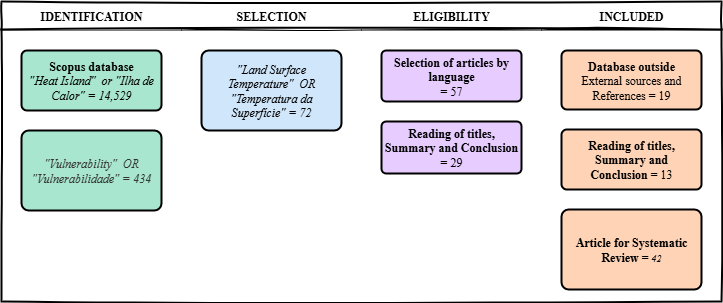 IDENTIFICATION
SELECTION
ELIGIBILITY
INCLUDED
Scopus database
"Heat Island" or "Ilha de
Calor" = 14,529
"Vulnerability" OR
"Vulnerabilidade" = 434
"Land Surface
Temperature" OR
"Temperatura da
Superfície" = 72
Selection of articles by
language
= 57
Reading of titles,
Summary and Conclusion
= 29
Database outside
External sources and
References = 19
Reading of titles,
Summary and
Conclusion = 13
Article for Systematic
Review = 42